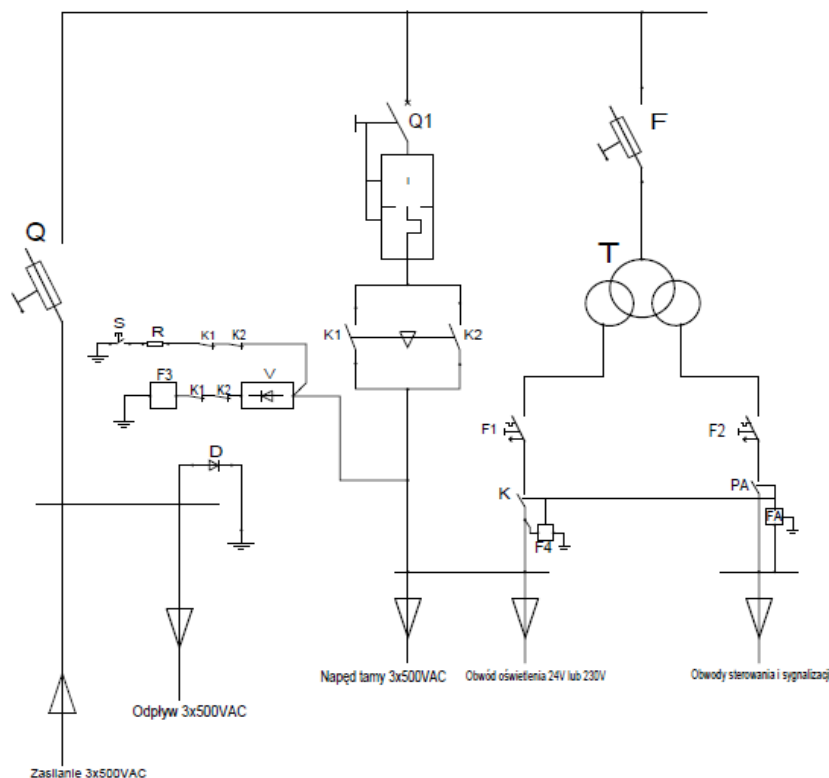 Q1
F
T
Q
K1
K2
S
R
K1
K2
F3
K1
K2
V
F1
F2
D
K
PA
FA
F4
Napęd tamy 3x500VAC
Obwód oświetlenia 24V lub 230V
Obwody sterowania i sygnalizacji
Odpływ 3x500VAC
Zasilanie 3x500VAC